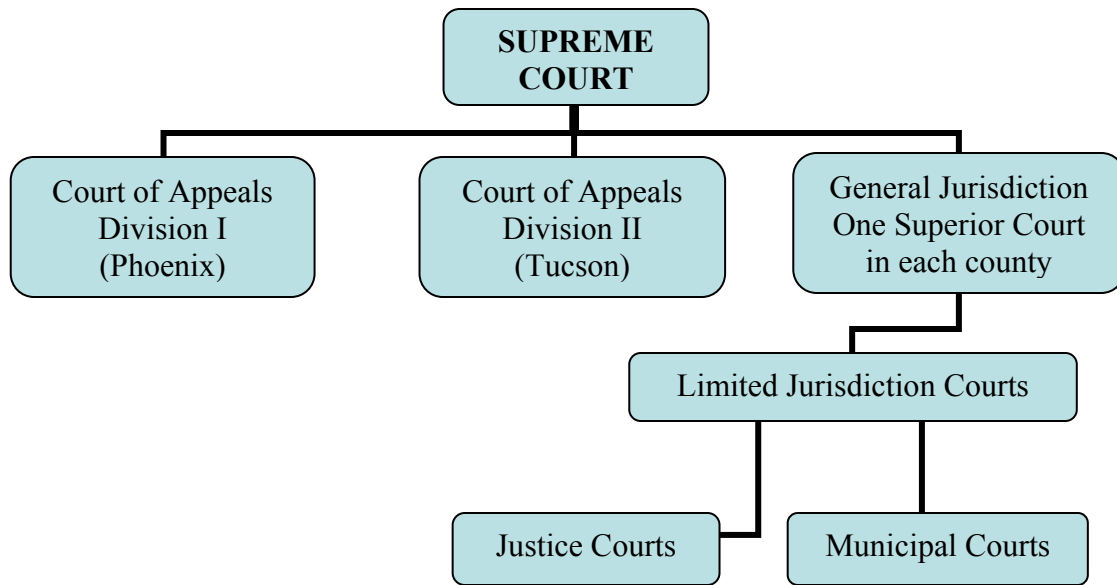 SUPREME
COURT
Court of Appeals
Division I
(Phoenix)
Court of Appeals
Division II
(Tucson)
General Jurisdiction
One Superior Court
in each county
Limited Jurisdiction Courts
Justice Courts
Municipal Courts